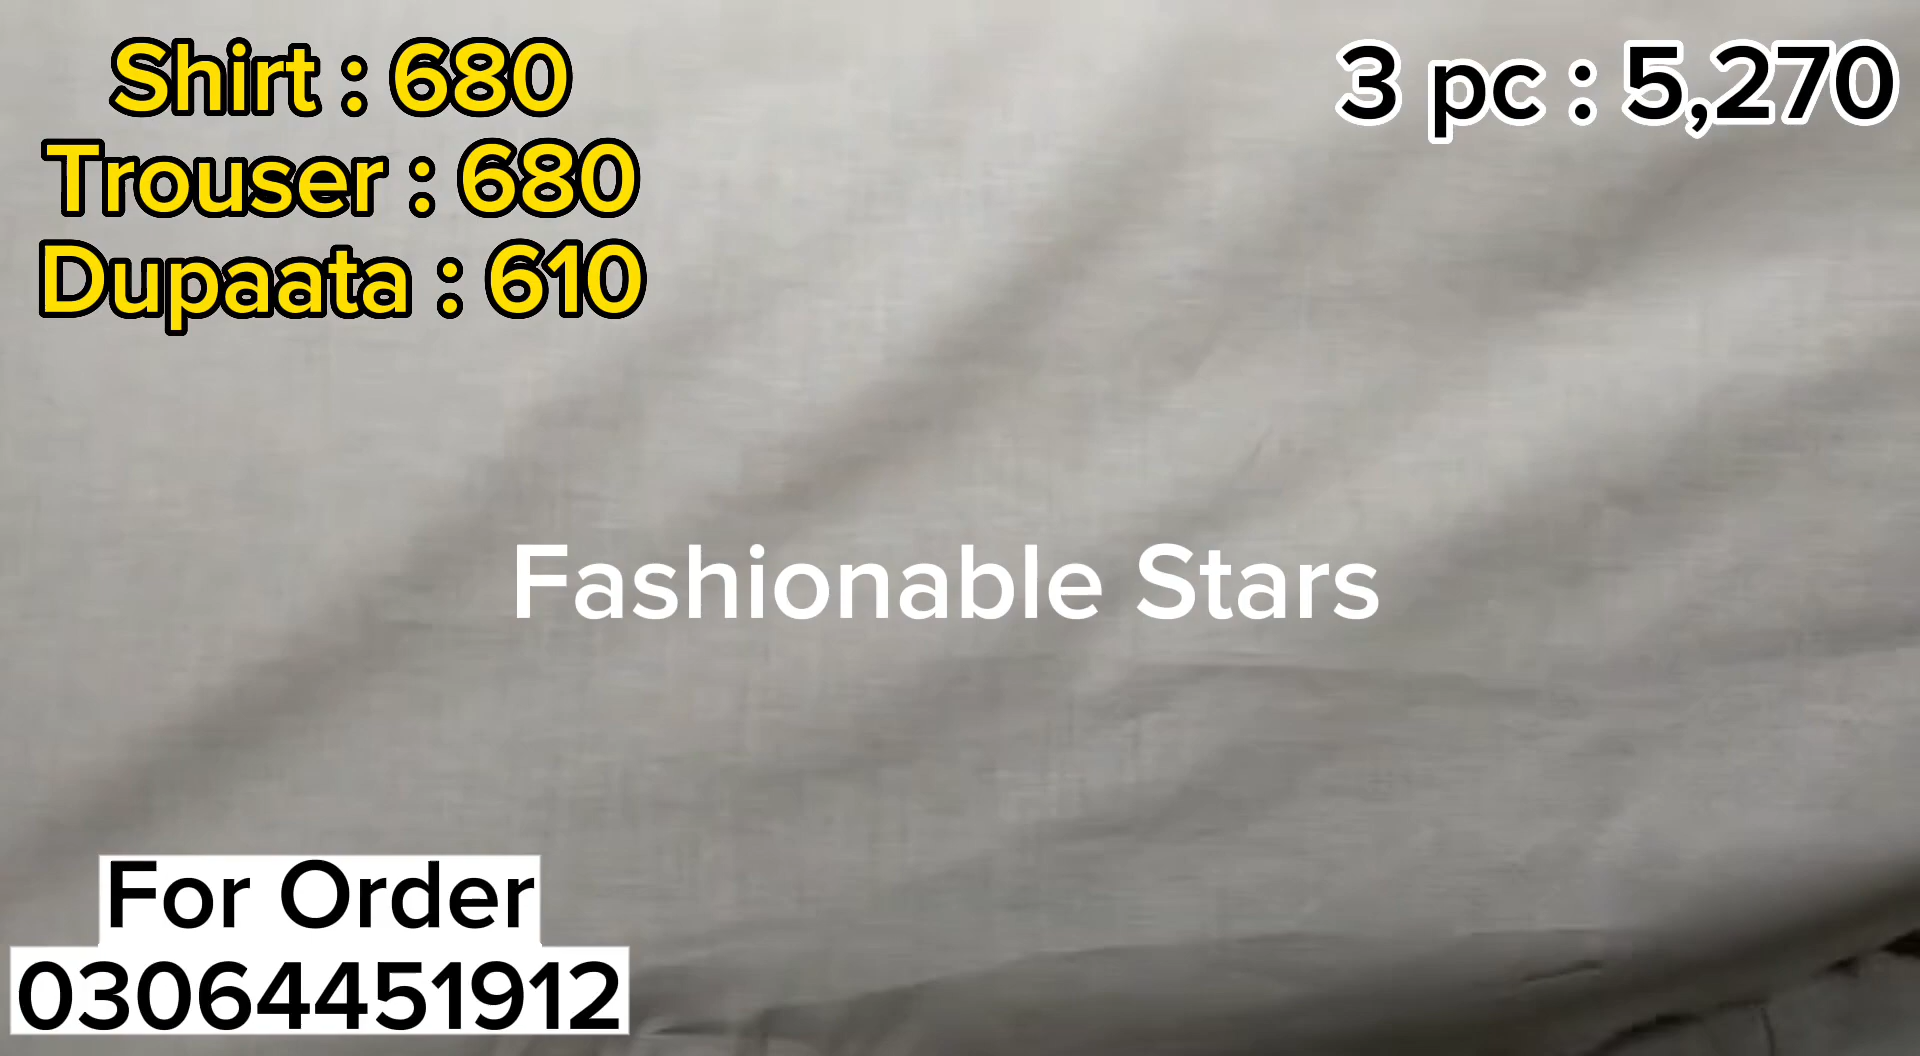 Shirt : 680
Trouser : 680
Dupaata : 610
3 pc : 5,270
Fashionable Stars
For Order
03064451912